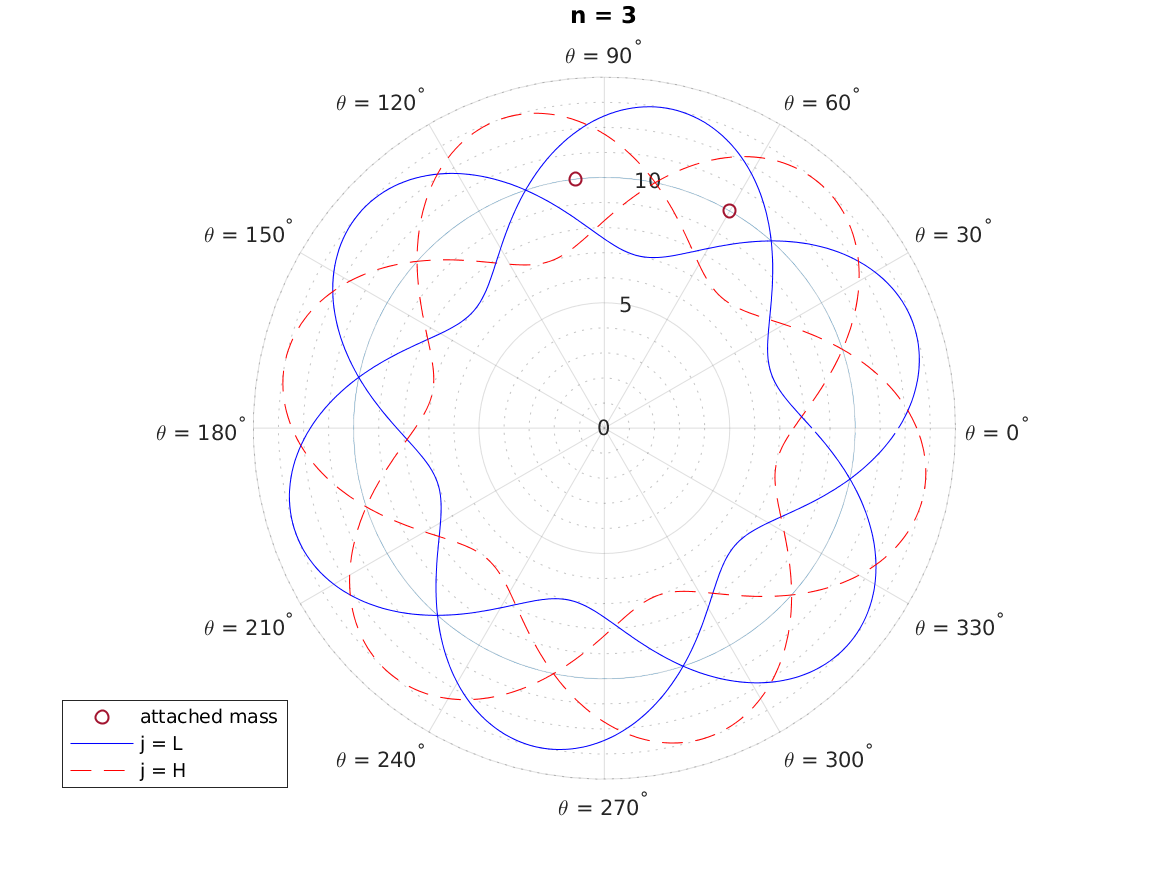 n = 3
θ = 90°
θ = 120°
θ = 60°
10
θ = 150°
θ = 30°
5
θ = 180°
0
θ = 0°
θ = 210°
θ = 330°
attached mass
j = L
j = H
θ = 240°
θ = 300°
θ = 270°